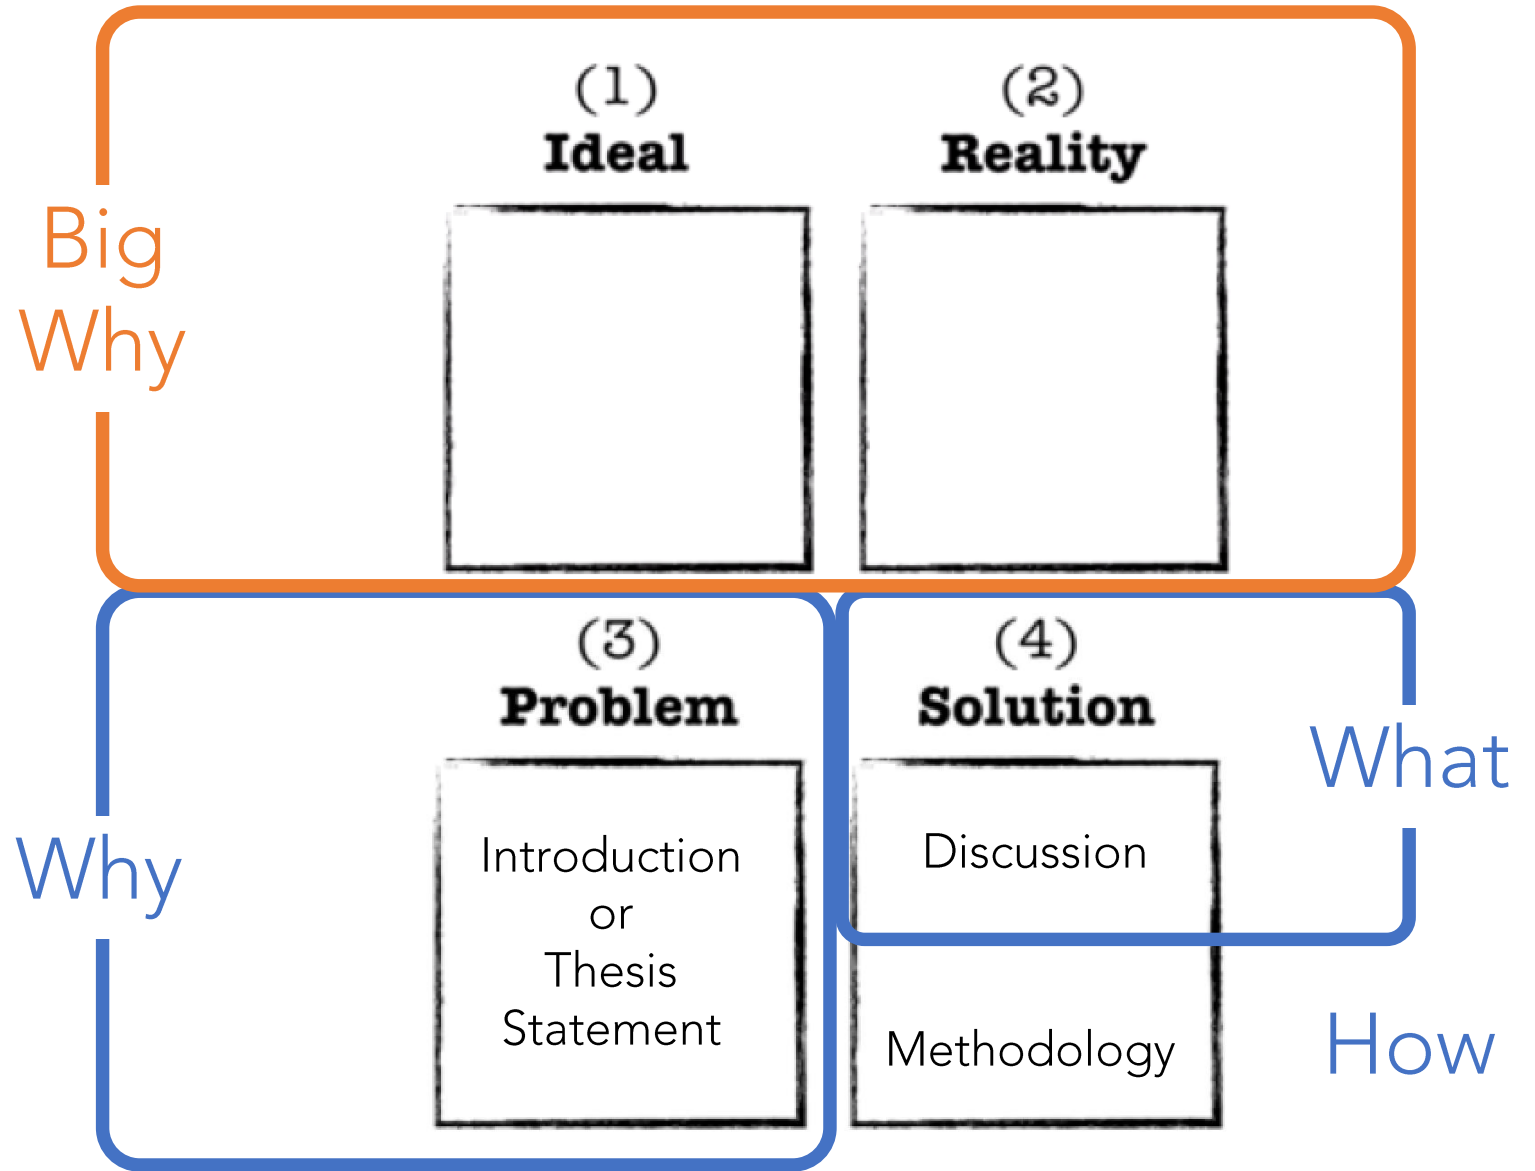 (1)
Ideal
(2)
Reality
Big
Why
(3)
Problem
(4)
Solution
Why
Introduction
or
Thesis
Statement
Discussion
What
Methodology
How